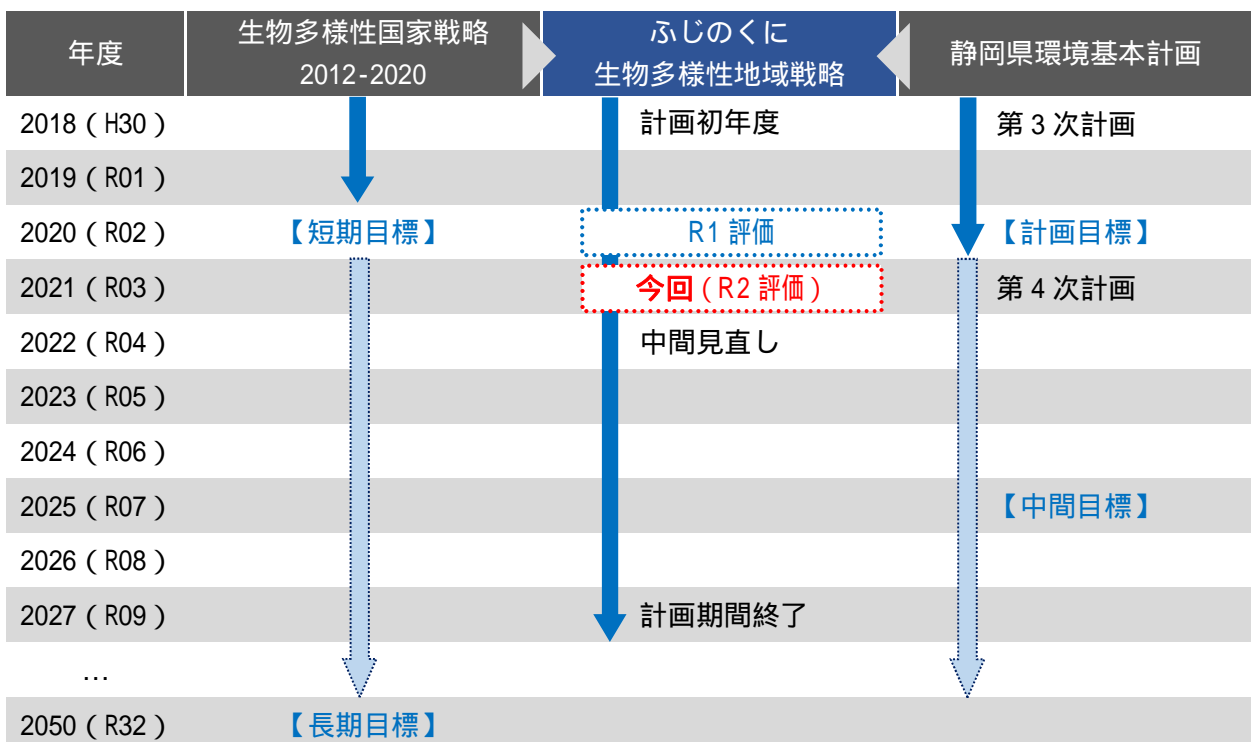 年度
生物多様性国家戦略
2012-2020
ふじのくに
生物多様性地域戦略
静岡県環境基本計画
2018（H30） 計画初年度 第３次計画
2019（R01）
2020（R02） 【短期目標】 R1 評価 【計画目標】
2021（R03） 今回（R2 評価） 第４次計画
2022（R04） 中間見直し
2023（R05）
2024（R06）
2025（R07） 【中間目標】
2026（R08）
2027（R09） 計画期間終了
…
2050（R32） 【長期目標】